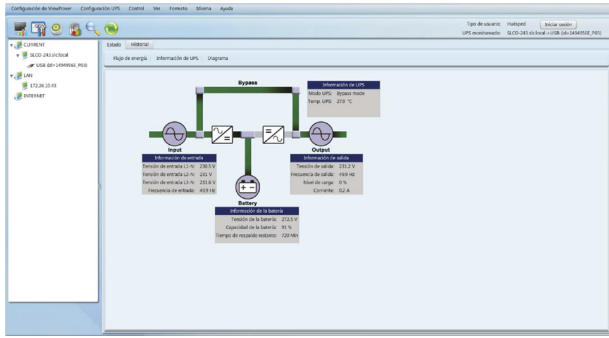 Configuración de ViewPower Configuración UPS Control Ver Formato Idioma Ayuda
Tipo de usuario: Huésped Iniciar sesión
UPS monitoreado:
CURRENT
LAN
INTERNET
Estado Historial
Flujo de energía Información de UPS Diagrama
Bypass
Información de UPS
Modo UPS: Bypass mode
Temp. UPS: 27.0 °C
Input
Output
Información de entrada
Tensión de entrada L1-N: 230.5 V
Tensión de entrada L2-N: 231 V
Tensión de entrada L3-N: 231.6 V
Frecuencia de entrada: 49.9 Hz
Información de salida
Tensión de salida: 231.2 V
Frecuencia de salida: 49.9 Hz
Nivel de carga: 0 %
Corriente: 0.2 A
Battery
Información de la batería
Tensión de la batería: 272.5 V
Capacidad de la batería: 91 %
Tiempo de respaldo restante: 720 Min